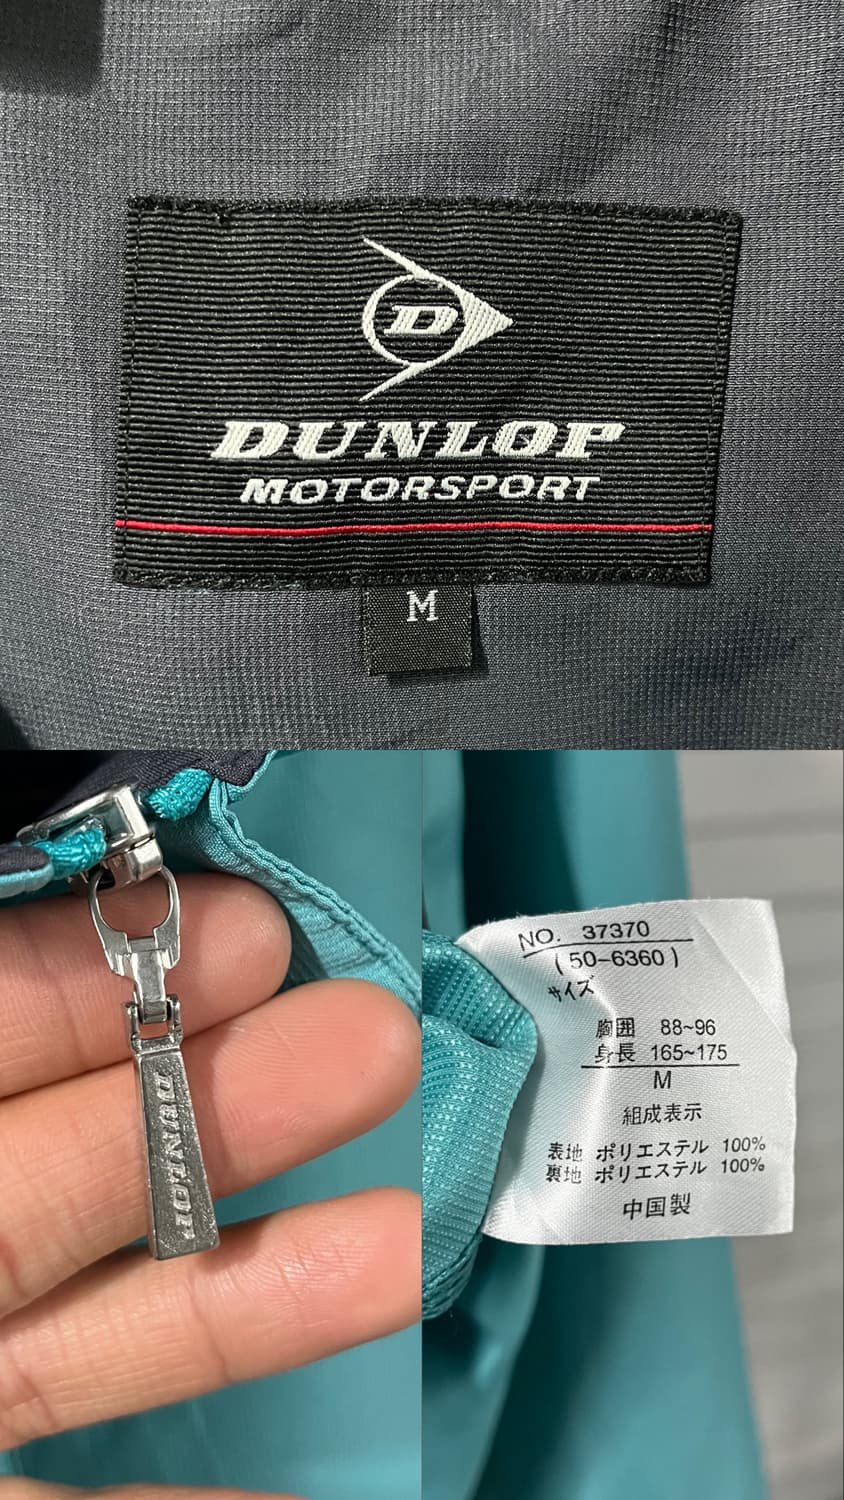 D
DUNLOP
MOTORSPORT
M
DUNLOP
NO. 37370
(50-6360)
サイズ
胸囲 88~96
身長 165~175
M
組成表示
表地 ポリエステル 100%
裏地 ポリエステル 100%
中国製